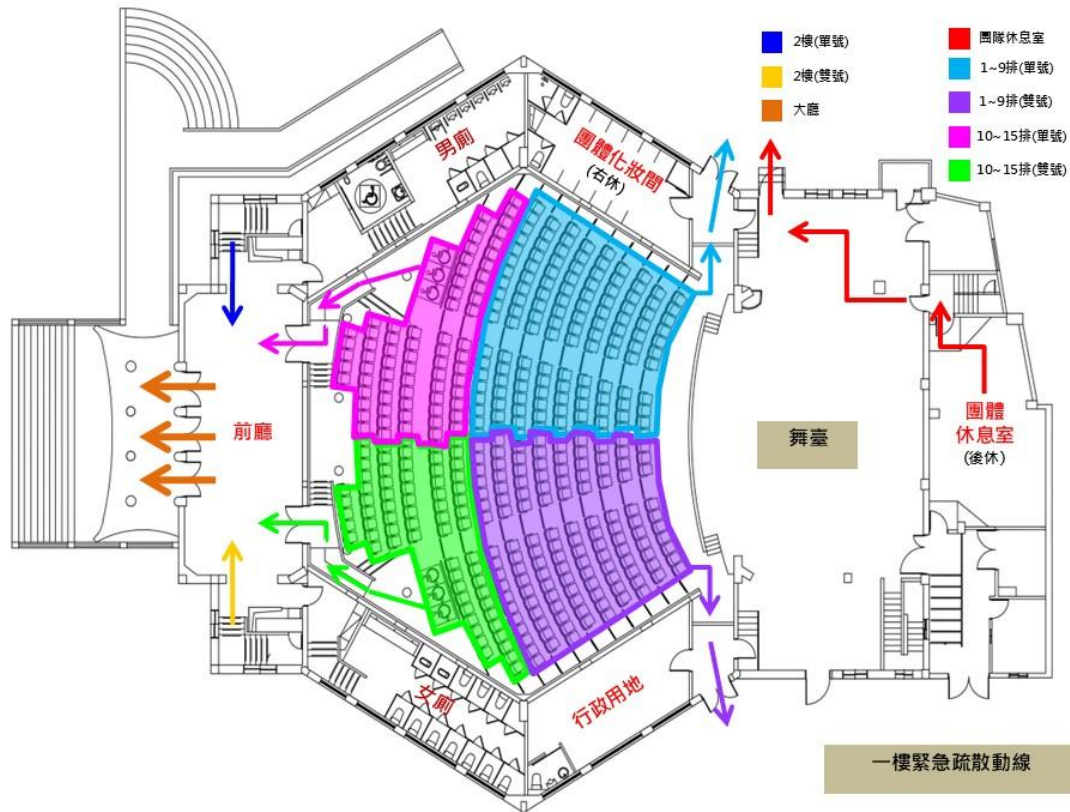 2樓(單號)
2樓(雙號)
大廳
團隊休息室
1~9排(單號)
1~9排(雙號)
10~15排(單號)
10~15排(雙號)
男廁
團體化妝間
(右休)
前廳
舞臺
團體
休息室
(後休)
女廁
行政用地
一樓緊急疏散動線